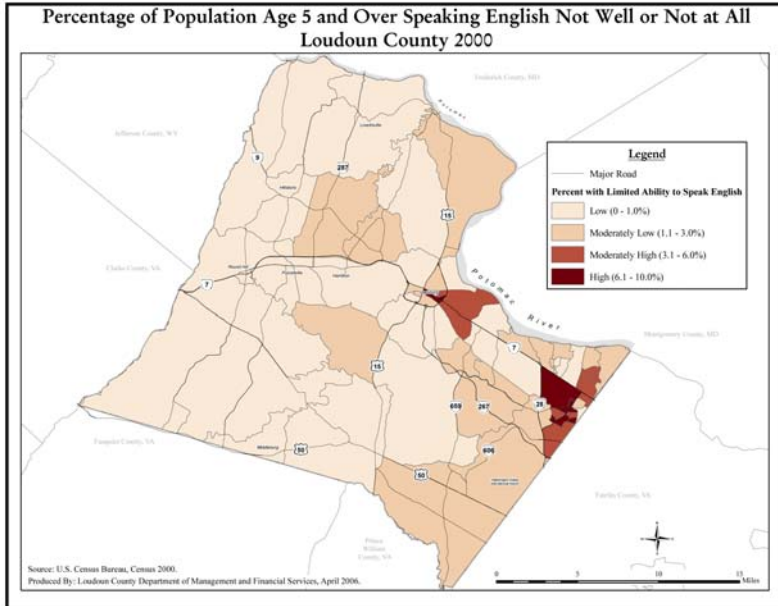 Percentage of Population Age 5 and Over Speaking English Not Well or Not at All
Loudoun County 2000
Frederick County, MD
Potomac
Jefferson County, WV
Lovettsville
9
287
Hillsboro
15
Clarke County, VA
Round Hill
Purcellville
Hamilton
7
Potomac River
Montgomery County, MD
7
15
659
267
28
606
Fauquier County, VA
Middleburg
50
50
Fairfax County, VA
Prince
William
County, VA
Legend
Major Road
Percent with Limited Ability to Speak English
Low (0 - 1.0%)
Moderately Low (1.1 - 3.0%)
Moderately High (3.1 - 6.0%)
High (6.1 - 10.0%)
N
Source: U.S. Census Bureau, Census 2000.
Produced By: Loudoun County Department of Management and Financial Services, April 2006.
0 5 10 15
Miles